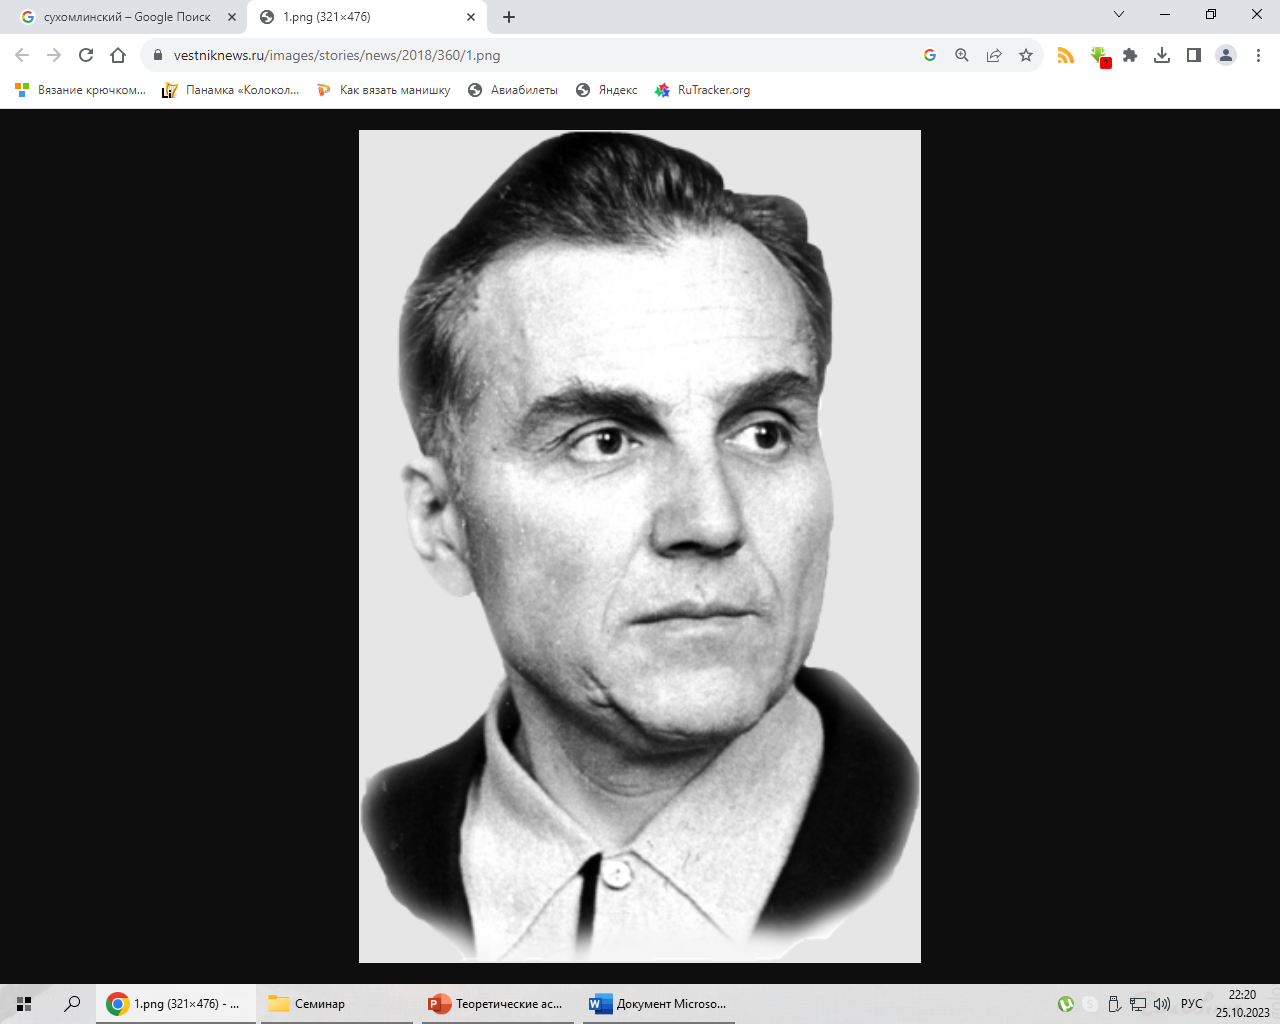 сухомлинский – Google Поиск
1.png (321×476)
vestniknews.ru/images/stories/news/2018/360/1.png
Вязание крючком...
Панамка «Колокол...
Как вязать манишку
Авиабилеты
Яндекс
RuTracker.org
1.png (321×476) - ...
Семинар
Теоретические ас...
Документ Microso...
РУС
22:20
25.10.2023